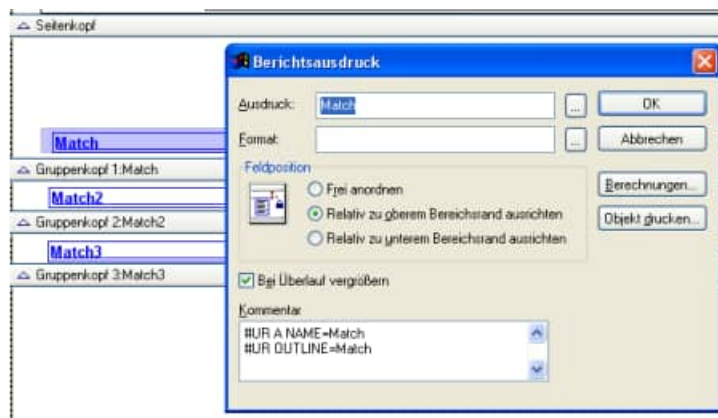 Seitenkopf
Match
Gruppenkopf 1:Match
Match2
Gruppenkopf 2:Match2
Match3
Gruppenkopf 3:Match3
Berichtsausdruck
Ausdruck:
Match
...
OK
Format:
...
Abbrechen
Feldposition
Frei anordnen
Relativ zu oberem Bereichsrand ausrichten
Relativ zu unterem Bereichsrand ausrichten
Berechnungen...
Objekt drucken...
Bei Überlauf vergrößern
Kommentar
#UR A NAME=Match
#UR OUTLINE=Match